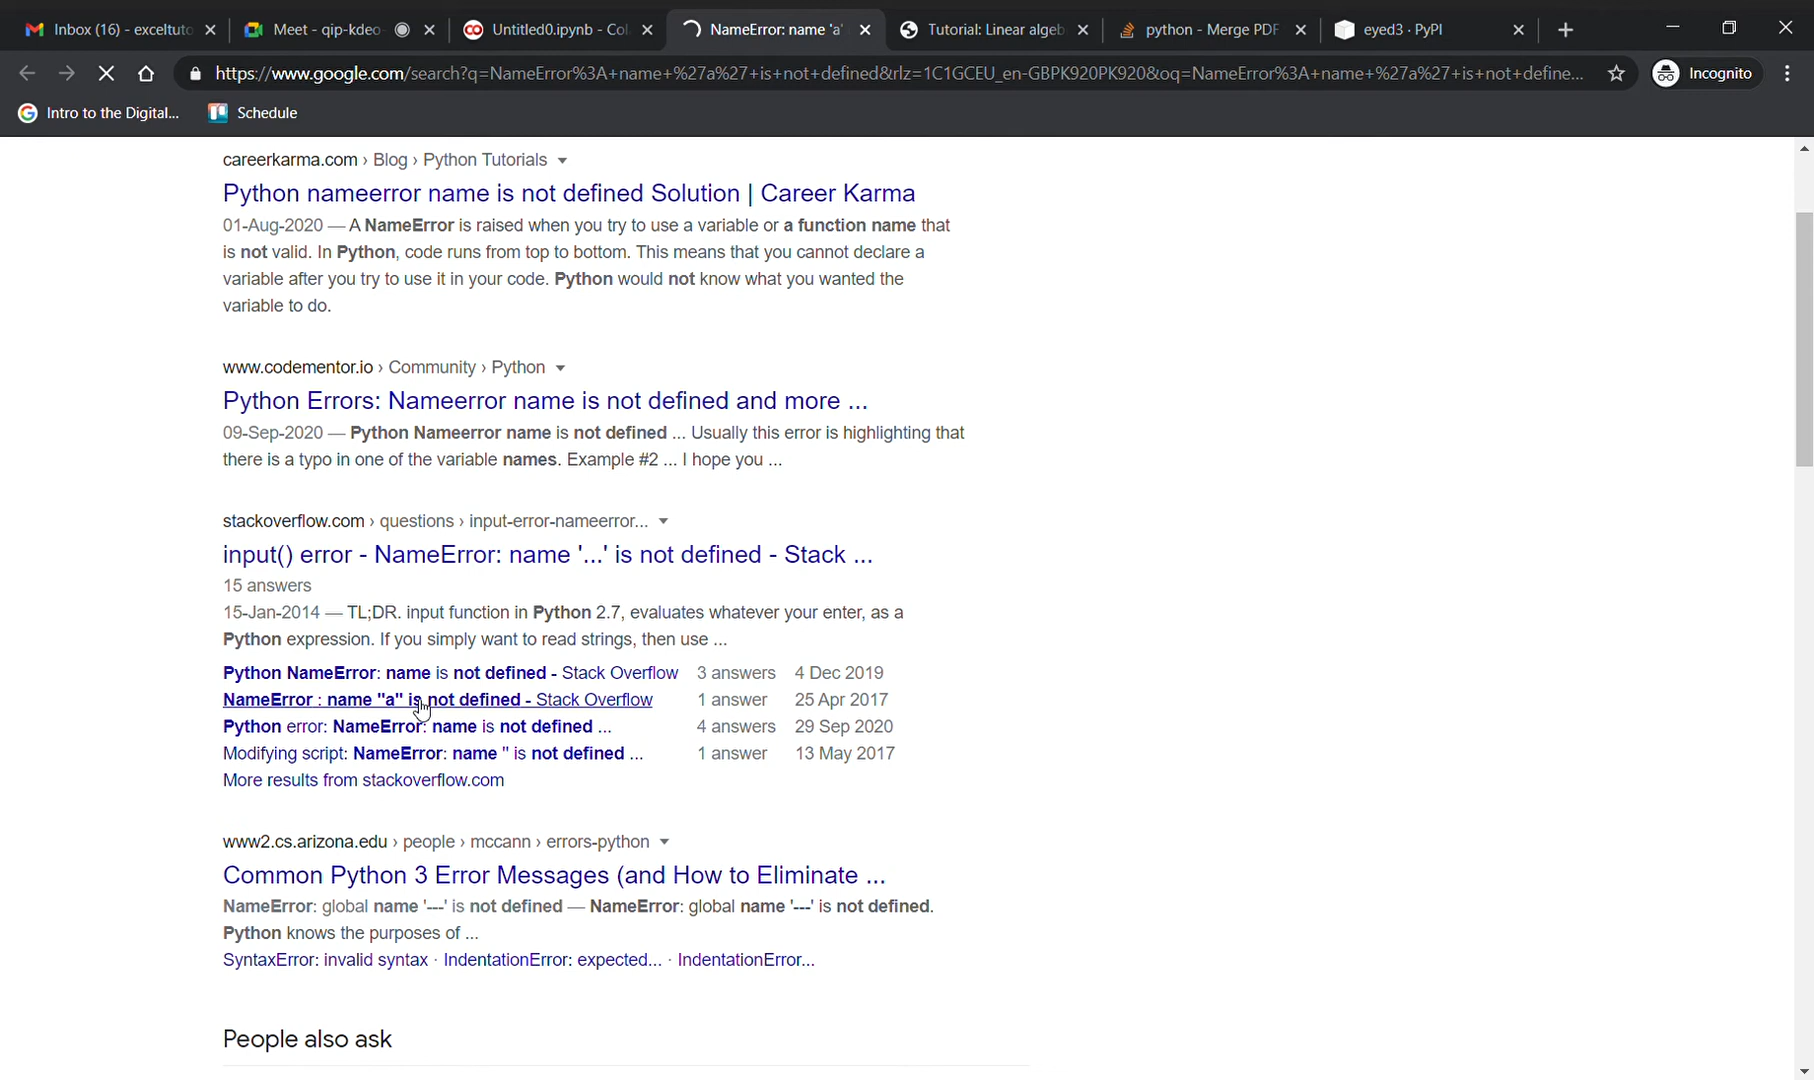 Inbox (16) - exceltuto
Meet - qip-kdeo-
Untitled0.ipynb - Col
NameError: name 'a'
Tutorial: Linear algeb
python - Merge PDF
eyed3 · PyPI
https://www.google.com/search?q=NameError%3A+name+%27a%27+is+not+defined&rlz=1C1GCEU_en-GBPK920PK920&oq=NameError%3A+name+%27a%27+is+not+define...
Incognito
Intro to the Digital...
Schedule
careerkarma.com › Blog › Python Tutorials
Python nameerror name is not defined Solution | Career Karma
01-Aug-2020 — A NameError is raised when you try to use a variable or a function name that
is not valid. In Python, code runs from top to bottom. This means that you cannot declare a
variable after you try to use it in your code. Python would not know what you wanted the
variable to do.
www.codementor.io › Community › Python
Python Errors: Nameerror name is not defined and more ...
09-Sep-2020 — Python Nameerror name is not defined ... Usually this error is highlighting that
there is a typo in one of the variable names. Example #2 ... I hope you ...
stackoverflow.com › questions › input-error-nameerror...
input() error - NameError: name '...' is not defined - Stack ...
15 answers
15-Jan-2014 — TL;DR. input function in Python 2.7, evaluates whatever your enter, as a
Python expression. If you simply want to read strings, then use ...
Python NameError: name is not defined - Stack Overflow 3 answers 4 Dec 2019
NameError : name "a" is not defined - Stack Overflow 1 answer 25 Apr 2017
Python error: NameError: name is not defined ... 4 answers 29 Sep 2020
Modifying script: NameError: name '' is not defined ... 1 answer 13 May 2017
More results from stackoverflow.com
www2.cs.arizona.edu › people › mccann › errors-python
Common Python 3 Error Messages (and How to Eliminate ...
NameError: global name '---' is not defined — NameError: global name '---' is not defined.
Python knows the purposes of ...
SyntaxError: invalid syntax · IndentationError: expected... · IndentationError...
People also ask